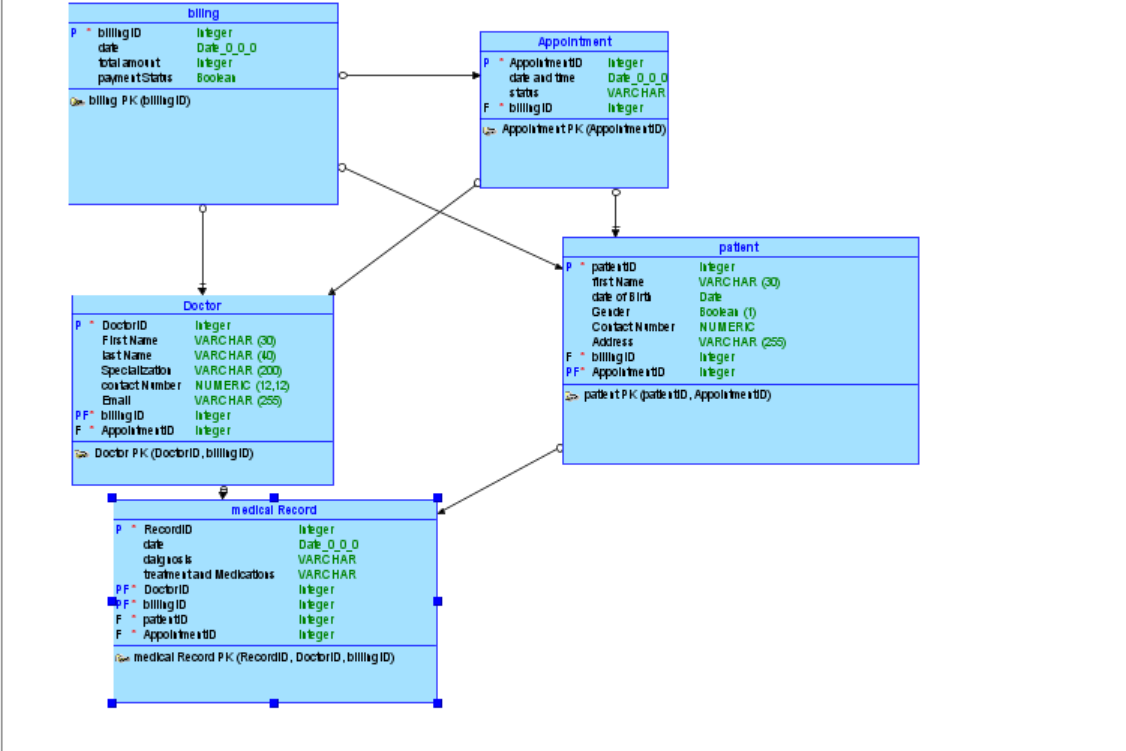 biling
P * billingID Integer
date Date_0_0_0
total amount Integer
payment Status Boolean
biling PK (billingID)
Appointment
P * AppointmentID Integer
date and time Date_0_0_0
status VARCHAR
F * billingID Integer
Appointment PK (AppointmentID)
patient
P * patientID Integer
first Name VARCHAR (30)
date of Birth Date
Gender Boolean (1)
Contact Number NUMERIC
Address VARCHAR (255)
F * billingID Integer
PF* AppointmentID Integer
patient PK (patientID, AppointmentID)
Doctor
P * DoctorID Integer
First Name VARCHAR (30)
last Name VARCHAR (40)
Specialization VARCHAR (200)
contact Number NUMERIC (12,12)
Email VARCHAR (255)
PF* billingID Integer
F * AppointmentID Integer
Doctor PK (DoctorID, billingID)
medical Record
P * RecordID Integer
date Date_0_0_0
daignosis VARCHAR
treatment and Medications VARCHAR
PF* DoctorID Integer
PF* billingID Integer
F * patientID Integer
F * AppointmentID Integer
medical Record PK (RecordID, DoctorID, billingID)